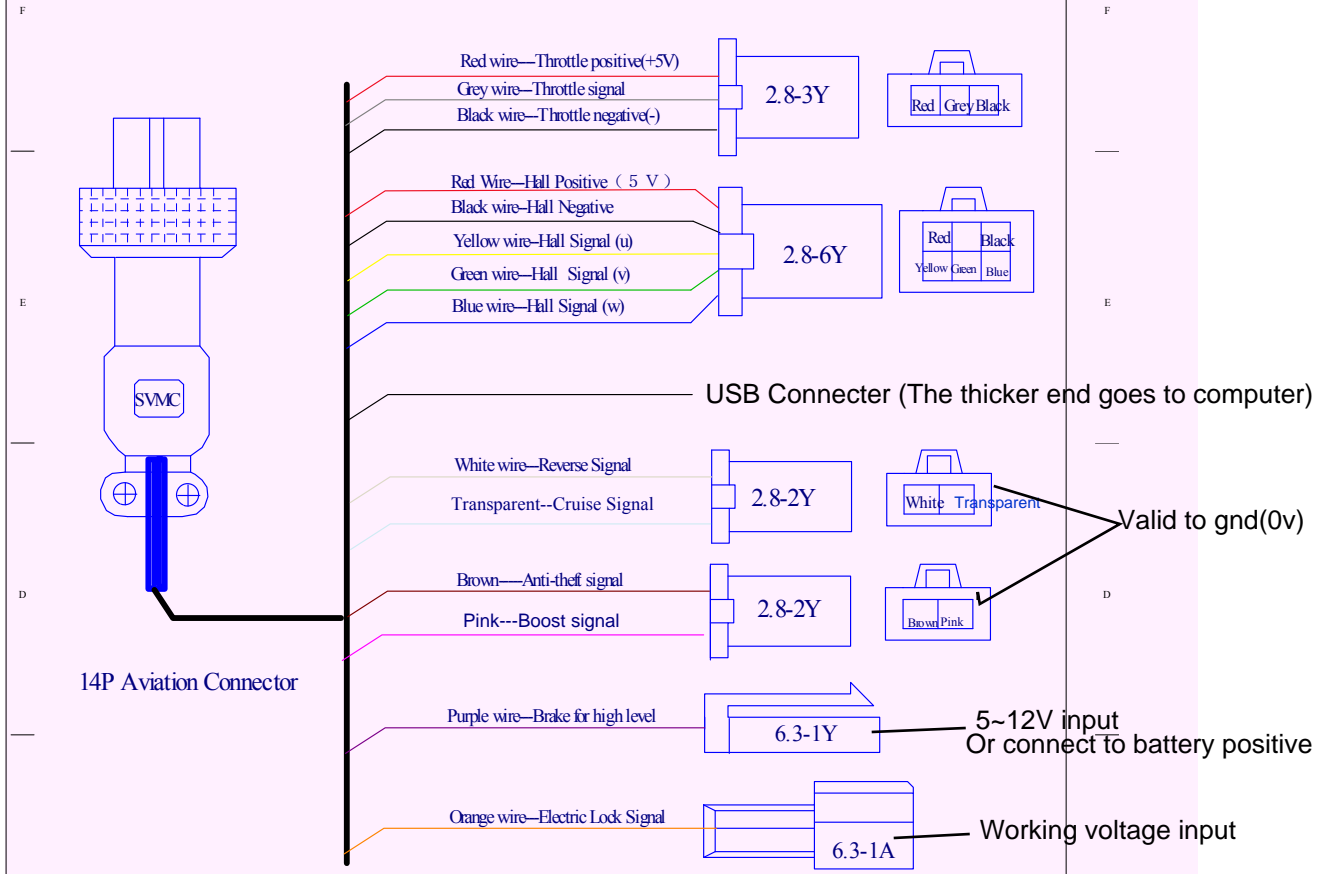 F
F
Red wire—Throttle positive(+5V)
Grey wire—Throttle signal
Black wire—Throttle negative(-)
2.8-3Y
Red Grey Black
Red Wire—Hall Positive（５Ｖ）
Black wire—Hall Negative
Yellow wire—Hall Signal (u)
Green wire—Hall Signal (v)
Blue wire—Hall Signal (w)
2.8-6Y
Red Black
Yellow Green Blue
E
E
SVMC
USB Connecter (The thicker end goes to computer)
White wire—Reverse Signal
Transparent--Cruise Signal
2.8-2Y
White Transparent
Valid to gnd(0v)
Brown----Anti-theft signal
Pink---Boost signal
2.8-2Y
Brown Pink
D
D
14P Aviation Connector
Purple wire—Brake for high level
6.3-1Y
5~12V input
Or connect to battery positive
Orange wire—Electric Lock Signal
6.3-1A
Working voltage input